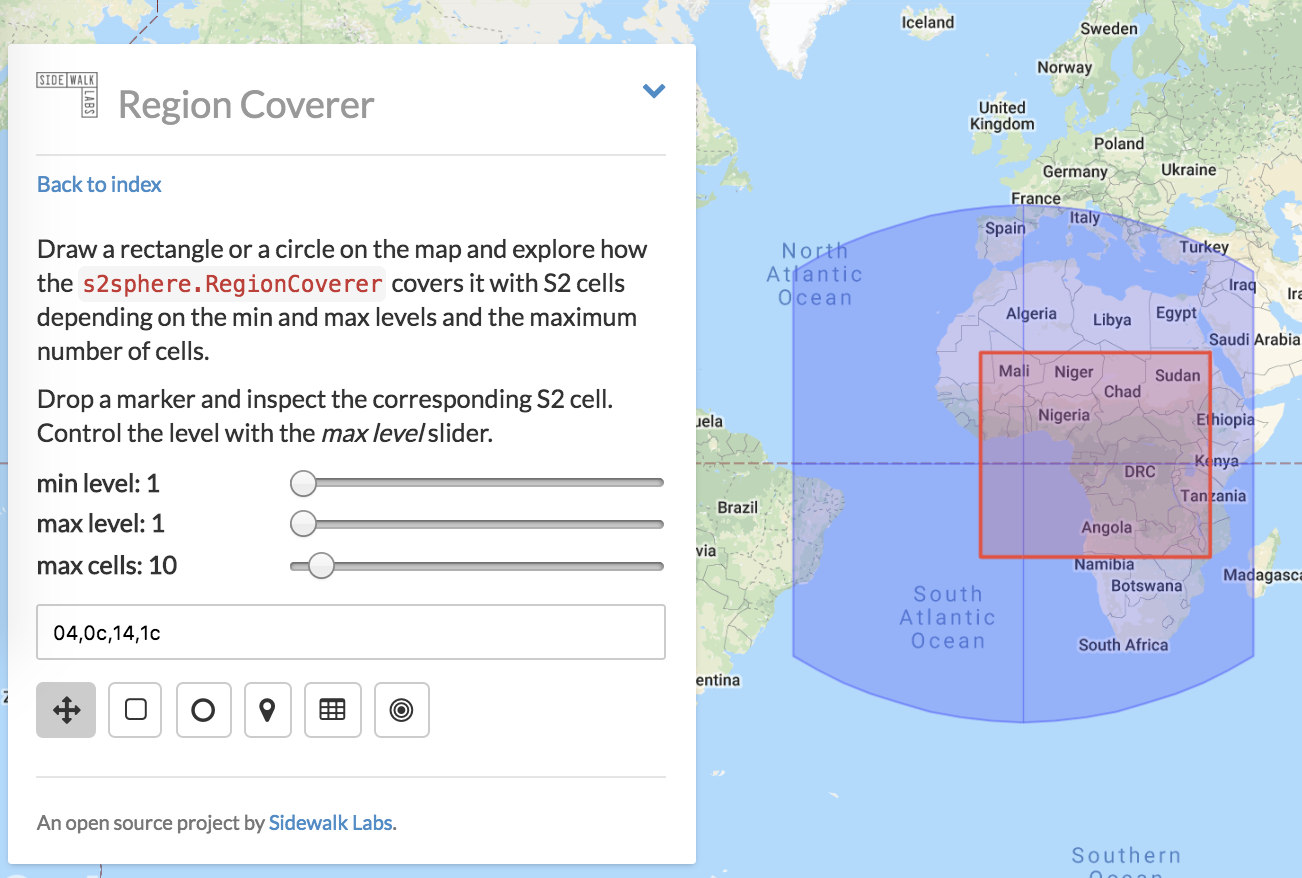 SIDE WALK
LABS
Region Coverer
Back to index
Draw a rectangle or a circle on the map and explore how
the s2sphere.RegionCoverer covers it with S2 cells
depending on the min and max levels and the maximum
number of cells.
Drop a marker and inspect the corresponding S2 cell.
Control the level with the max level slider.
min level: 1
max level: 1
max cells: 10
04,0c,14,1c
An open source project by Sidewalk Labs.
Iceland
Sweden
Norway
United
Kingdom
Poland
Germany
Ukraine
France
Italy
Spain
Turkey
North
Atlantic
Ocean
Iraq
Ira
Algeria
Libya
Egypt
Saudi Arabia
Mali
Niger
Sudan
Chad
Nigeria
Ethiopia
uela
Kenya
DRC
Tanzania
Brazil
Angola
via
Namibia
Botswana
Madagasca
South
Atlantic
Ocean
South Africa
entina
Southern
Ocean